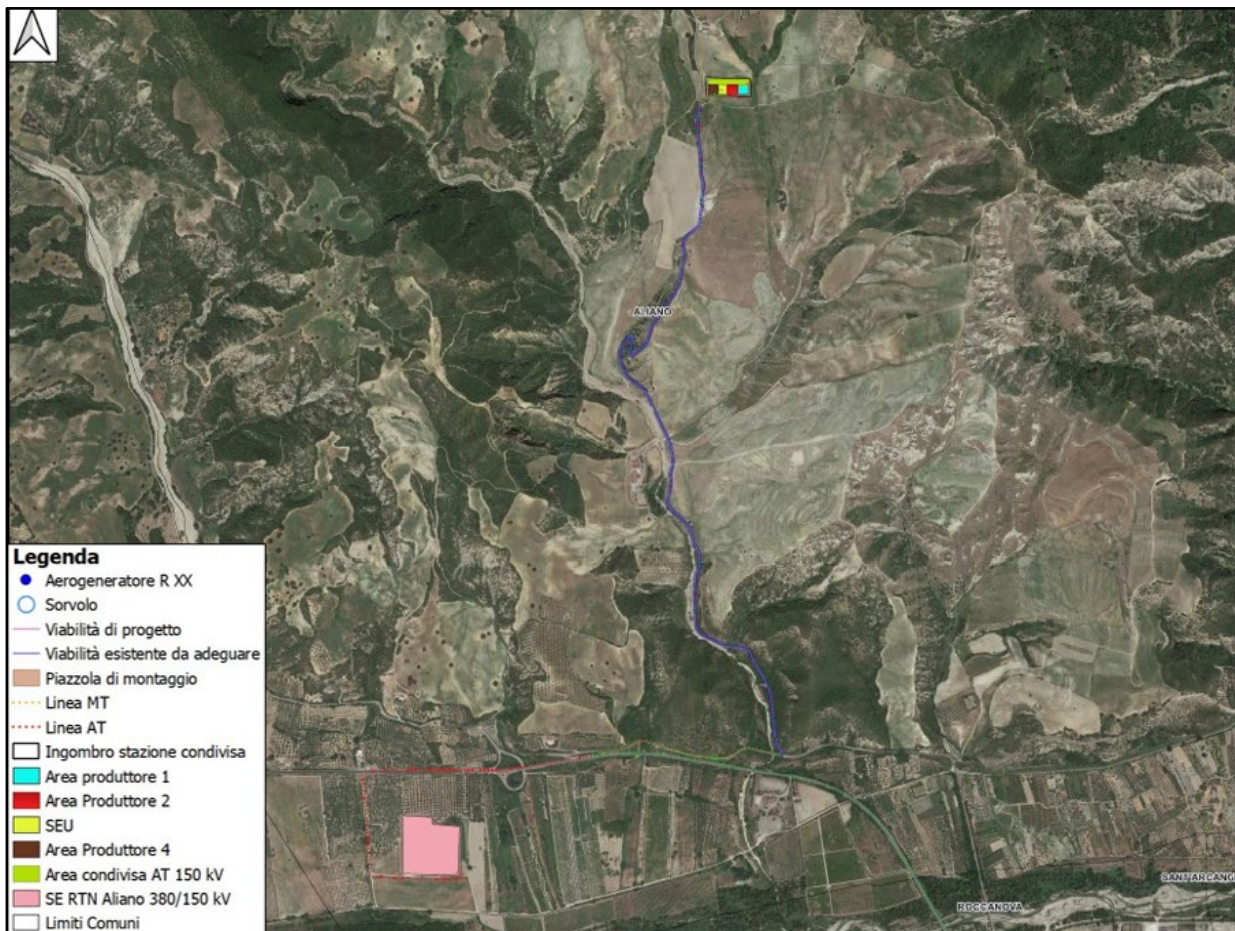 ALIANO
Legenda
Aerogeneratore R XX
Sorvolo
Viabilità di progetto
Viabilità esistente da adeguare
Piazzola di montaggio
Linea MT
Linea AT
Ingombro stazione condivisa
Area produttore 1
Area Produttore 2
SEU
Area Produttore 4
Area condivisa AT 150 kV
SE RTN Aliano 380/150 kV
Limiti Comuni
SANT'ARCANGE
ROCCANOVA